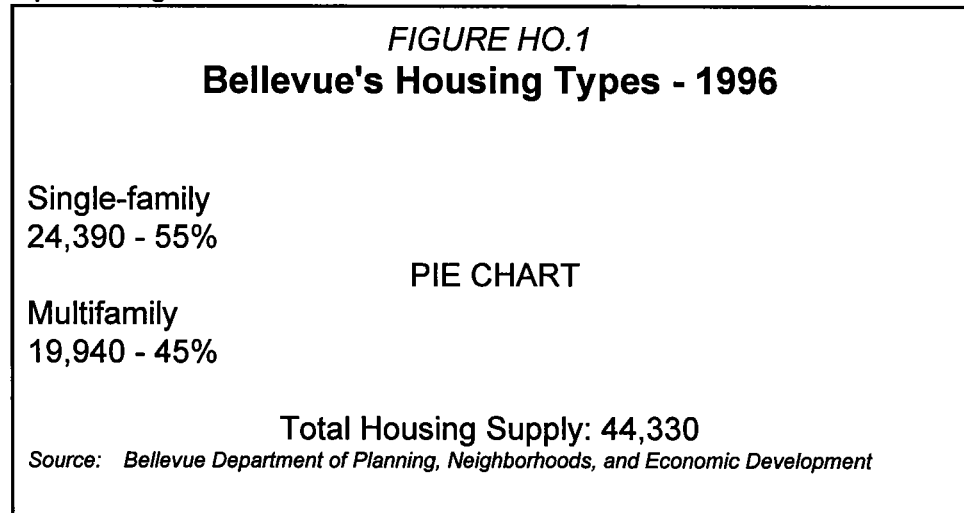 FIGURE HO.1
Bellevue's Housing Types - 1996
Single-family
24,390 - 55%
PIE CHART
Multifamily
19,940 - 45%
Total Housing Supply: 44,330
Source: Bellevue Department of Planning, Neighborhoods, and Economic Development